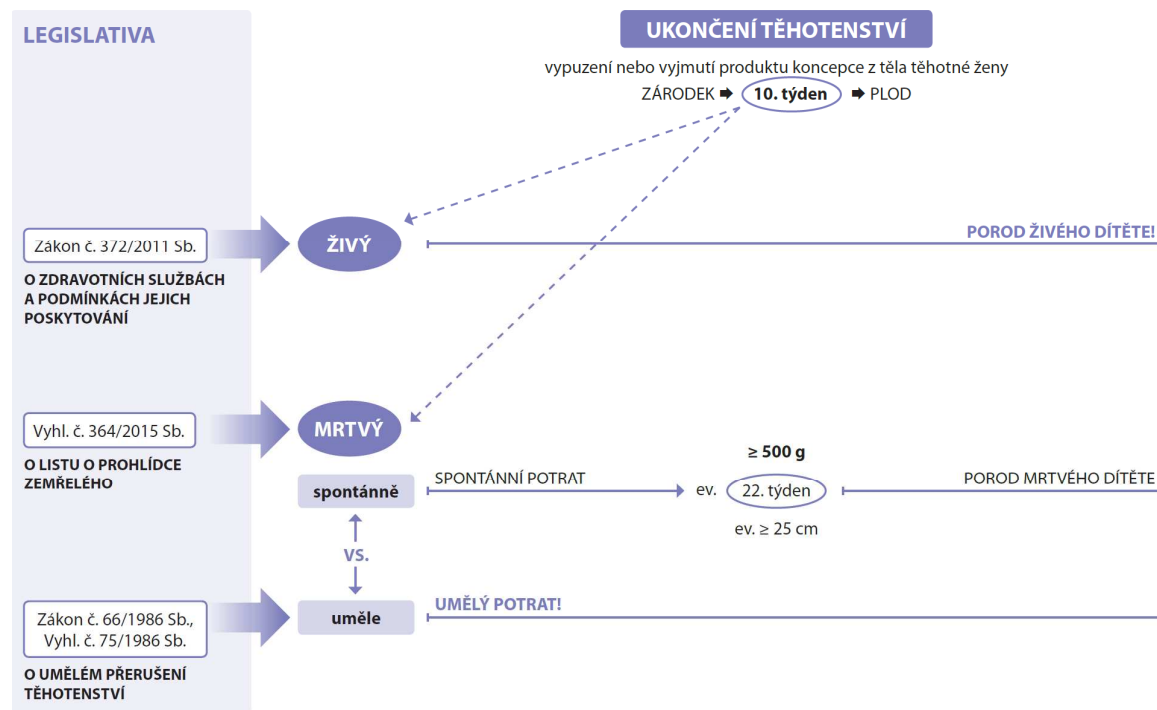 LEGISLATIVA
UKONČENÍ TĚHOTENSTVÍ
vypuzení nebo vyjmutí produktu koncepce z těla těhotné ženy
ZÁRODEK ➡ 10. týden ➡ PLOD
Zákon č. 372/2011 Sb.
O ZDRAVOTNÍCH SLUŽBÁCH
A PODMÍNKÁCH JEJICH
POSKYTOVÁNÍ
ŽIVÝ
POROD ŽIVÉHO DÍTĚTE!
Vyhl. č. 364/2015 Sb.
O LISTU O PROHLÍDCE
ZEMŘELÉHO
MRTVÝ
spontánně
SPONTÁNNÍ POTRAT
≥ 500 g
ev. 22. týden
ev. ≥ 25 cm
POROD MRTVÉHO DÍTĚTE
VS.
Zákon č. 66/1986 Sb.,
Vyhl. č. 75/1986 Sb.
O UMĚLÉM PŘERUŠENÍ
TĚHOTENSTVÍ
uměle
UMĚLÝ POTRAT!